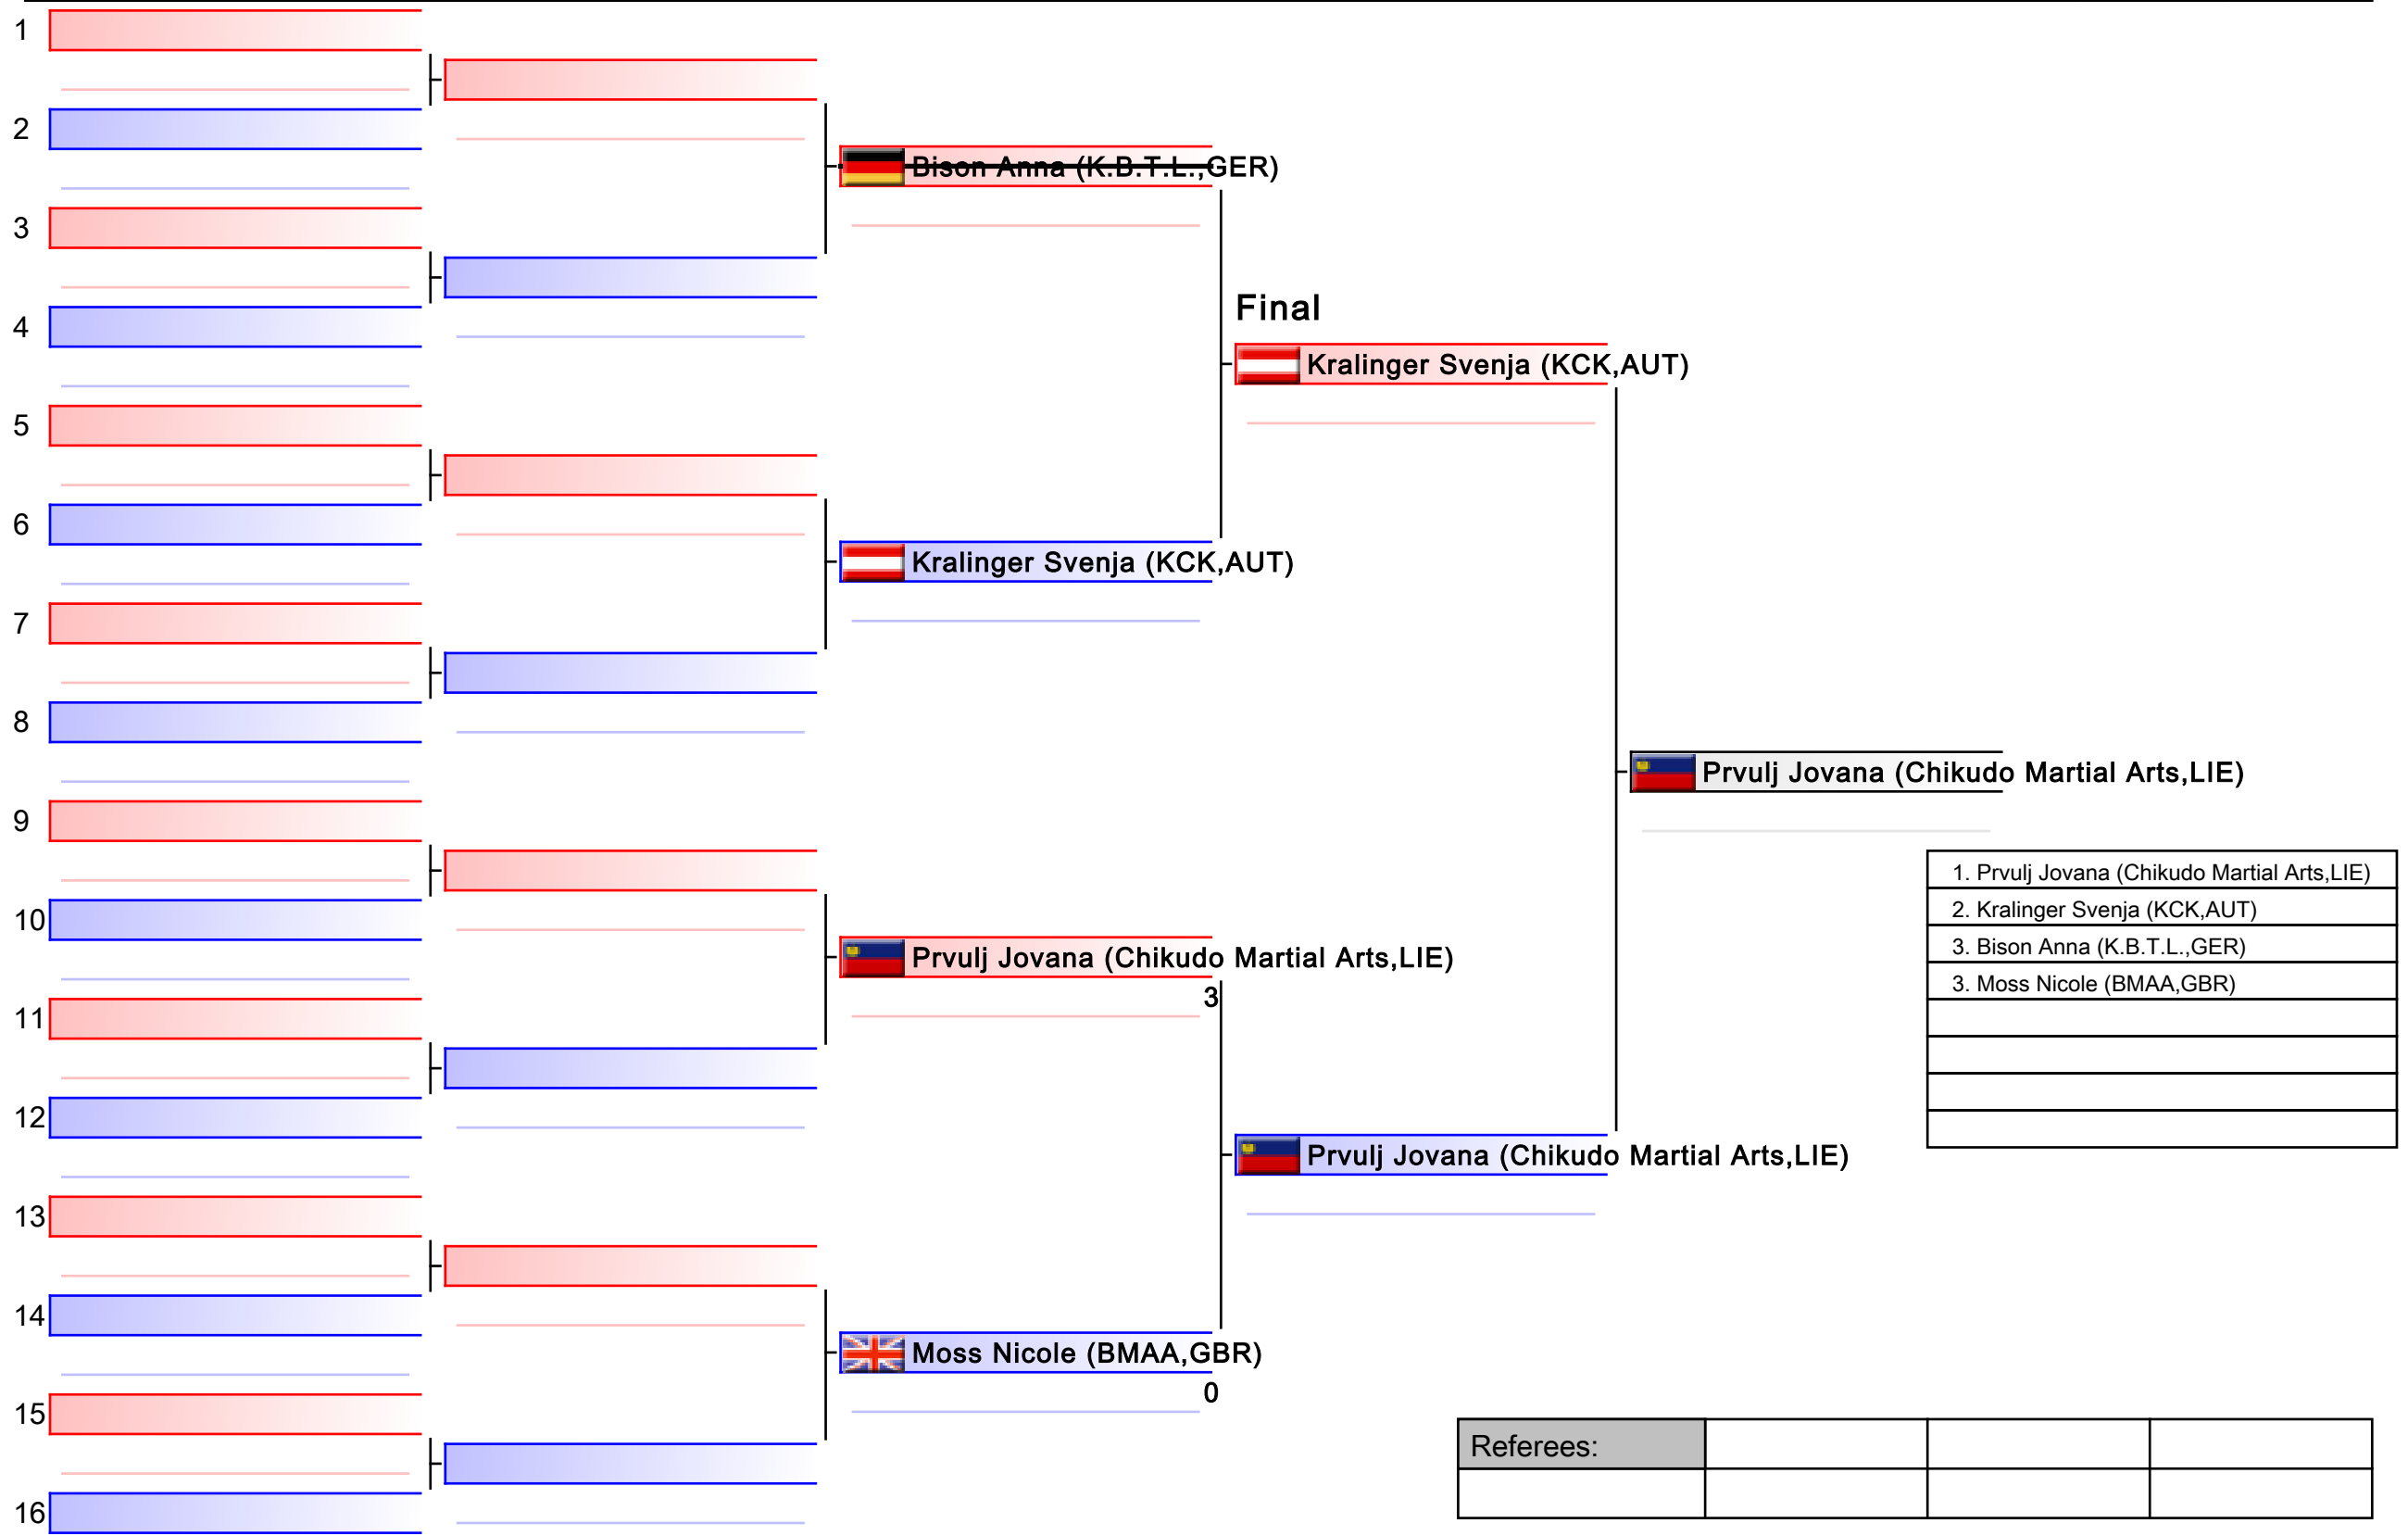 1
2
Bison Anna (K.B.T.L.,GER)
3
Final
4
Kralinger Svenja (KCK,AUT)
5
6
Kralinger Svenja (KCK,AUT)
7
8
Prvulj Jovana (Chikudo Martial Arts,LIE)
9
1. Prvulj Jovana (Chikudo Martial Arts,LIE)
2. Kralinger Svenja (KCK,AUT)
3. Bison Anna (K.B.T.L.,GER)
3. Moss Nicole (BMAA,GBR)
10
Prvulj Jovana (Chikudo Martial Arts,LIE)
3
11
12
Prvulj Jovana (Chikudo Martial Arts,LIE)
13
14
Moss Nicole (BMAA,GBR)
0
15
Referees:
16